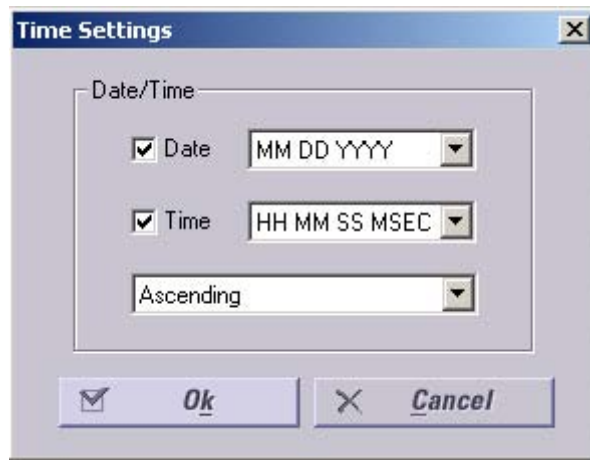 Time Settings
Date/Time
Date MM DD YYYY
Time HH MM SS MSEC
Ascending
Ok Cancel